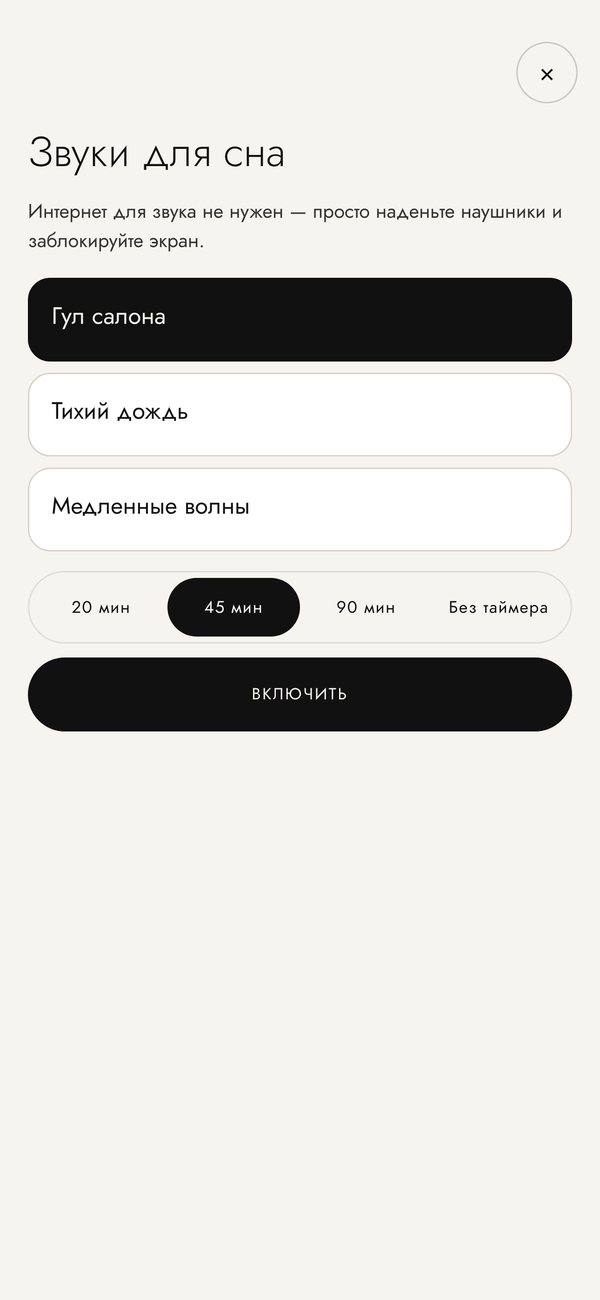 ×
Звуки для сна
Интернет для звука не нужен — просто наденьте наушники и
заблокируйте экран.
Гул салона
Тихий дождь
Медленные волны
20 мин 45 мин 90 мин Без таймера
ВКЛЮЧИТЬ